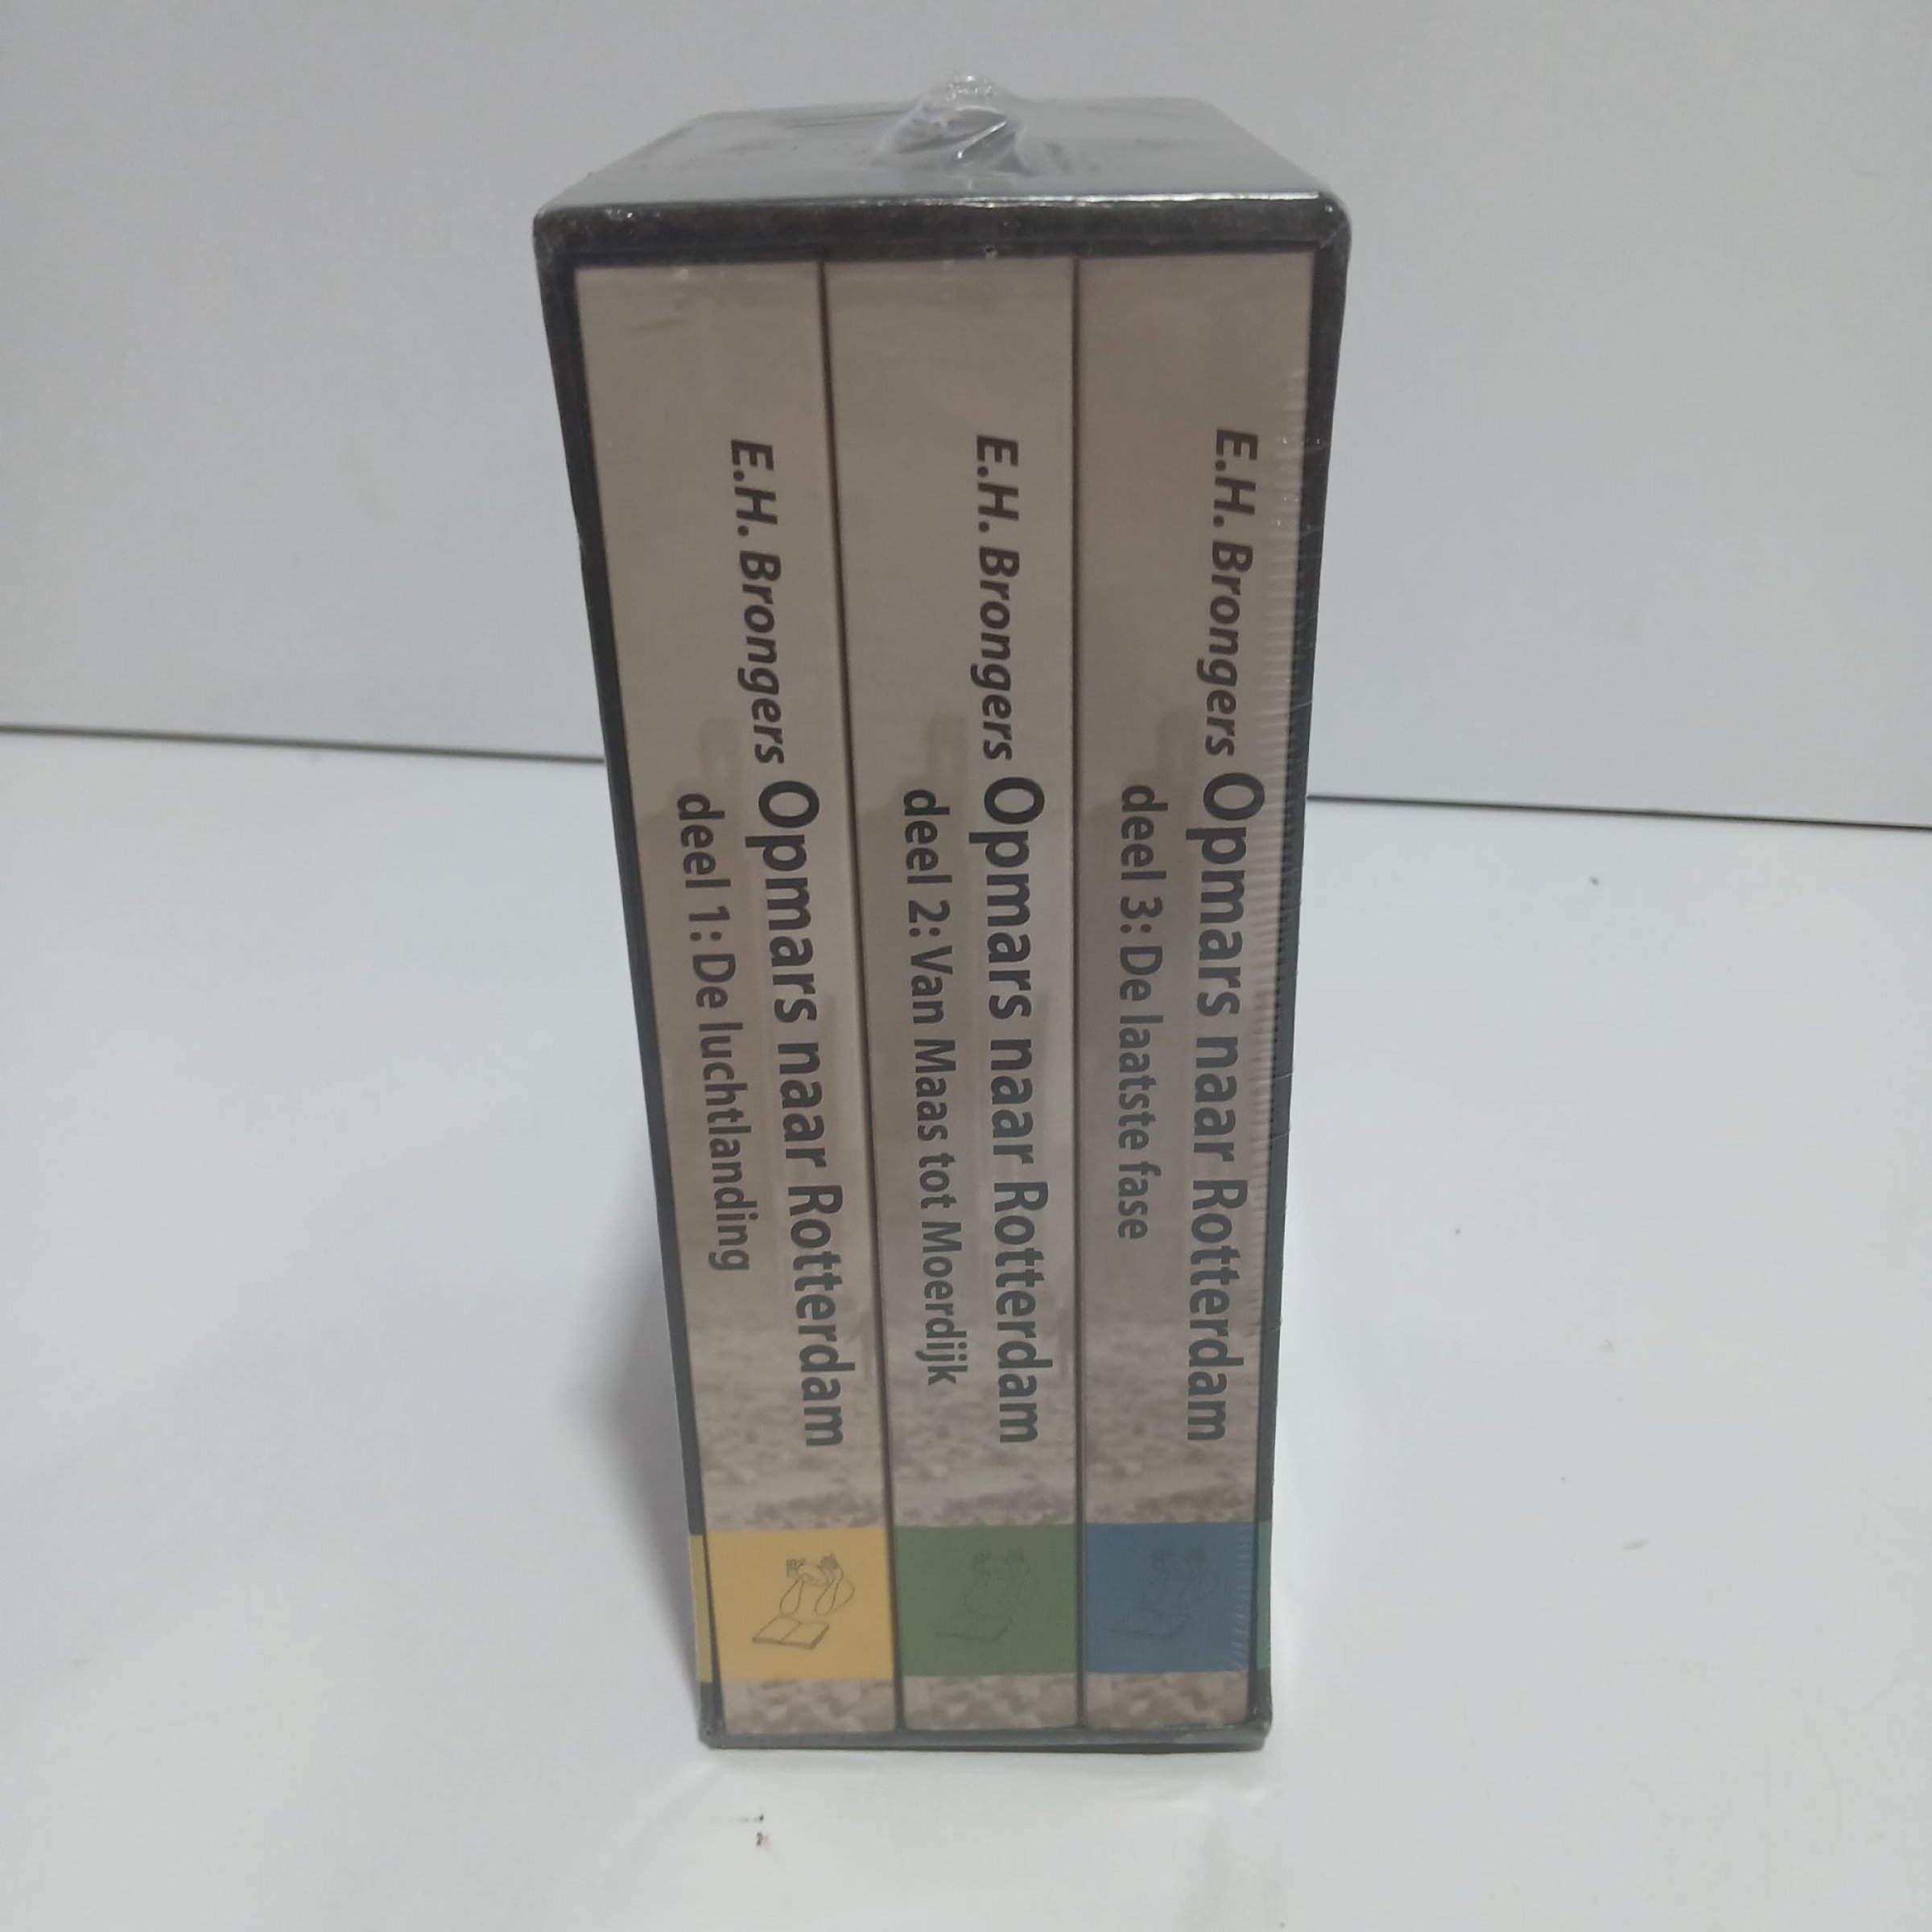 E.H. Brongers Opmars naar Rotterdam
deel 1: De luchtlanding
E.H. Brongers Opmars naar Rotterdam
deel 2: Van Maas tot Moerdijk
E.H. Brongers Opmars naar Rotterdam
deel 3: De laatste fase